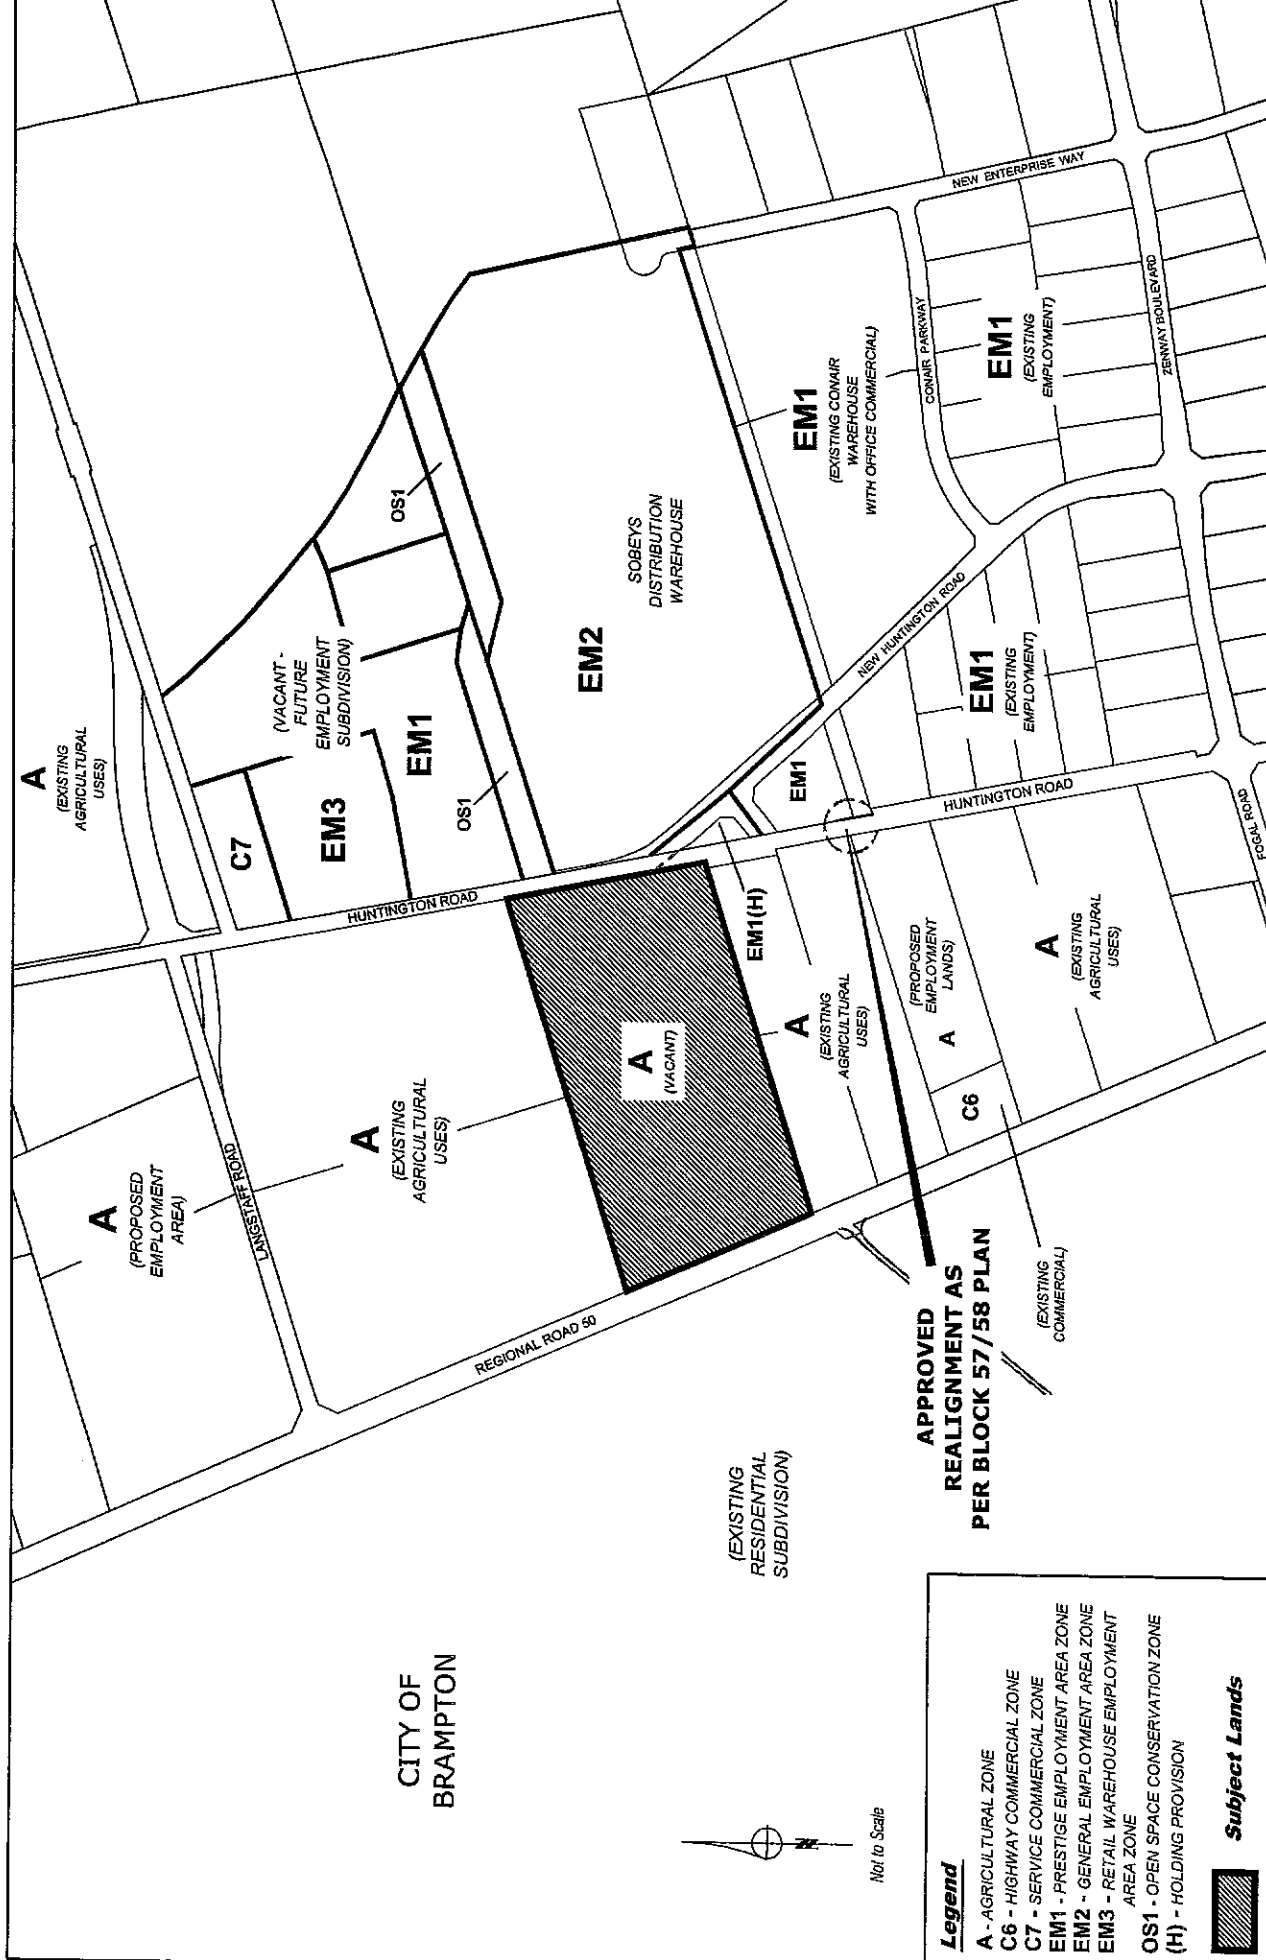 A
(EXISTING
AGRICULTURAL
USES)
A
(PROPOSED
EMPLOYMENT
AREA)
LANGSTAFF ROAD
C7
(VACANT -
FUTURE
EMPLOYMENT
SUBDIVISION)
EM3
EM1
OS1
OS1
HUNTINGTON ROAD
A
(EXISTING
AGRICULTURAL
USES)
REGIONAL ROAD 50
CITY OF
BRAMPTON
EM2
SOBEYS
DISTRIBUTION
WAREHOUSE
A
(VACANT)
(EXISTING
RESIDENTIAL
SUBDIVISION)
EM1(H)
EM1
A
(EXISTING
AGRICULTURAL
USES)
EM1
(EXISTING CONAIR
WAREHOUSE
WITH OFFICE COMMERCIAL)
NEW ENTERPRISE WAY
CONAIR PARKWAY
NEW HUNTINGTON ROAD
EM1
(EXISTING
EMPLOYMENT)
ZENWAY BOULEVARD
EM1
(EXISTING
EMPLOYMENT)
HUNTINGTON ROAD
FOGAL ROAD
(PROPOSED
EMPLOYMENT
LANDS)
A
C6
A
(EXISTING
AGRICULTURAL
USES)
(EXISTING
COMMERCIAL)
APPROVED
REALIGNMENT AS
PER BLOCK 57/58 PLAN
N
Not to Scale
Legend
A - AGRICULTURAL ZONE
C6 - HIGHWAY COMMERCIAL ZONE
C7 - SERVICE COMMERCIAL ZONE
EM1 - PRESTIGE EMPLOYMENT AREA ZONE
EM2 - GENERAL EMPLOYMENT AREA ZONE
EM3 - RETAIL WAREHOUSE EMPLOYMENT
AREA ZONE
OS1 - OPEN SPACE CONSERVATION ZONE
(H) - HOLDING PROVISION
Subject Lands